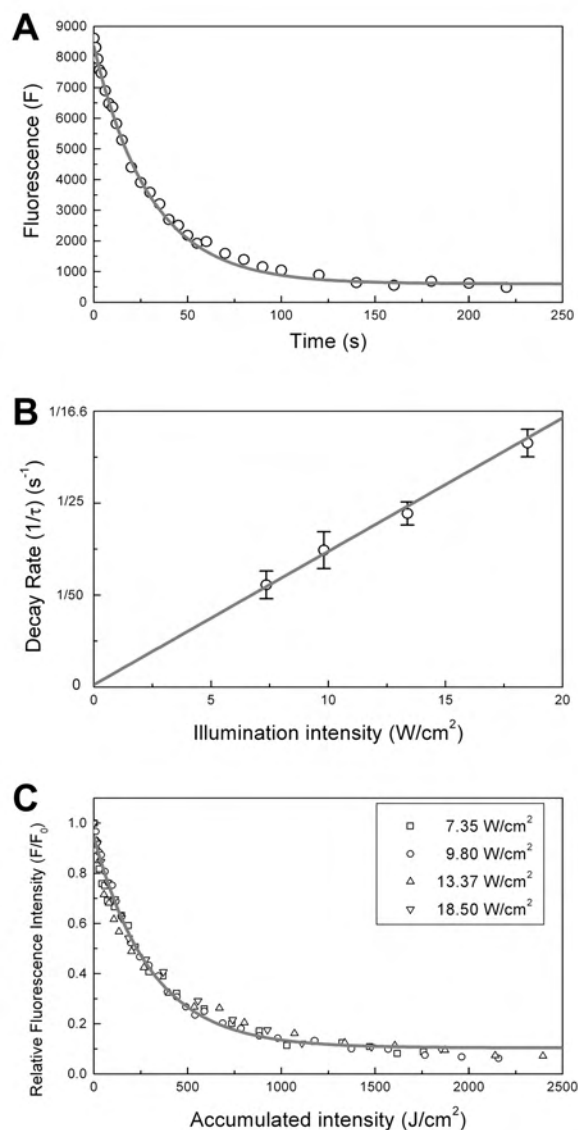 A
9000
8000
7000
6000
5000
4000
3000
2000
1000
0
Fluorescence (F)
0 50 100 150 200 250
Time (s)
B
1/16.6
1/25
1/50
0
Decay Rate (1/τ) (s⁻¹)
0 5 10 15 20
Illumination intensity (W/cm²)
C
1.0
0.8
0.6
0.4
0.2
0.0
Relative Fluorescence Intensity (F/F₀)
7.35 W/cm²
9.80 W/cm²
13.37 W/cm²
18.50 W/cm²
0 500 1000 1500 2000 2500
Accumulated intensity (J/cm²)